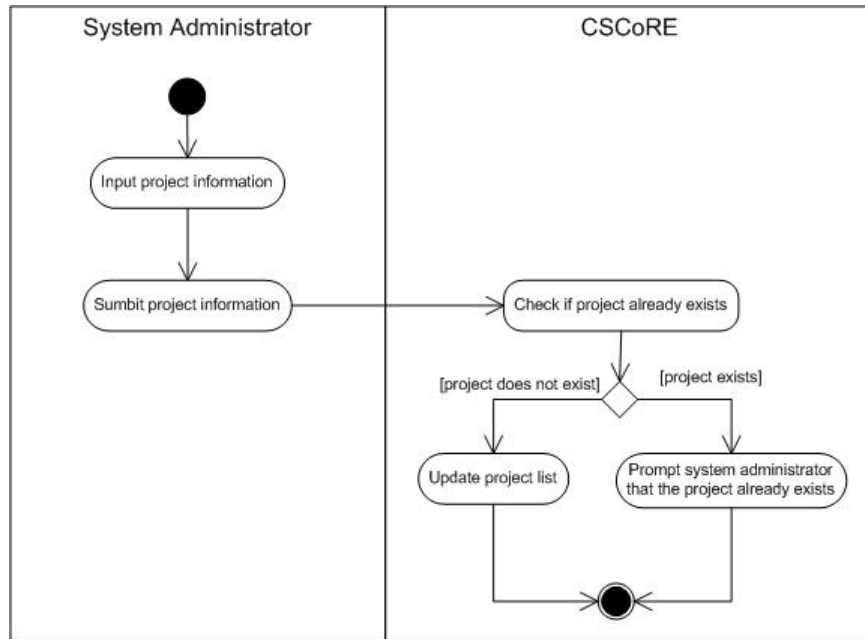 System Administrator
CSCoRE
Input project information
Sumbit project information
Check if project already exists
[project does not exist]
[project exists]
Update project list
Prompt system administrator
that the project already exists